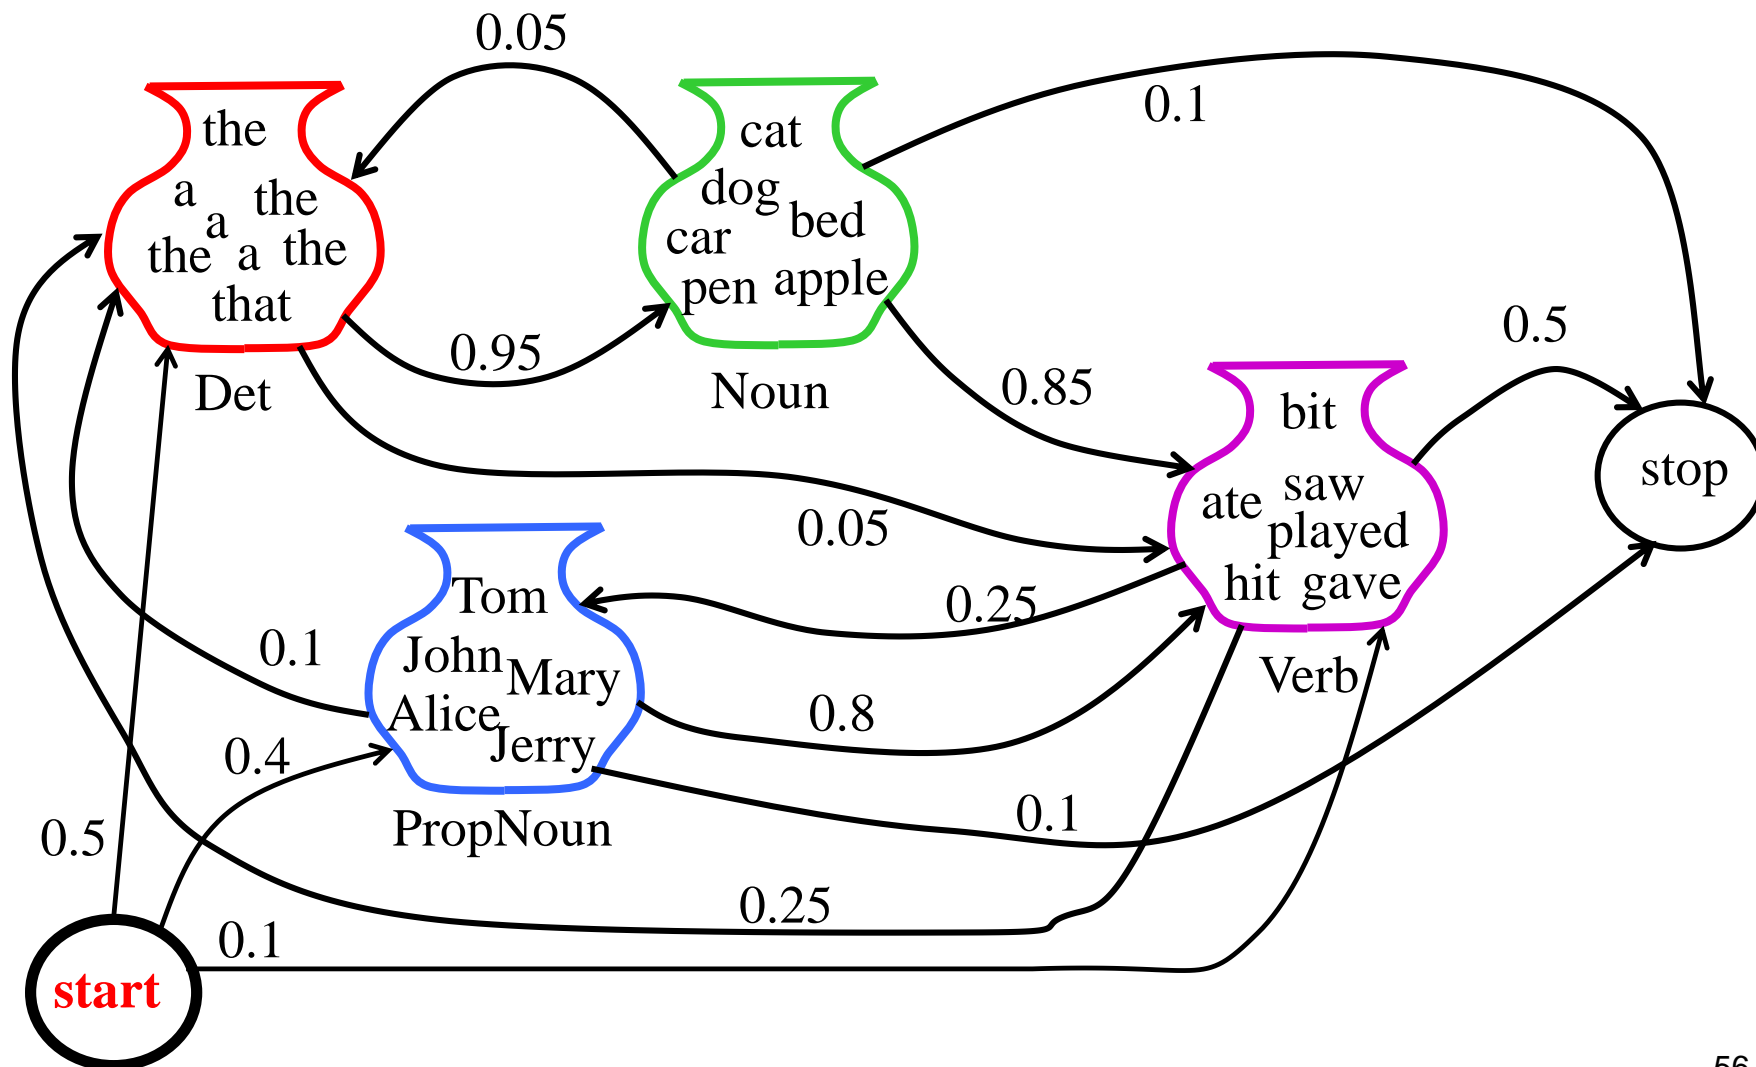 0.05
0.1
the
cat
a
the
dog
a
bed
the
a
the
car
that
pen
apple
0.95
0.5
Det
Noun
0.85
bit
stop
saw
ate
played
0.05
hit
gave
Tom
0.25
John
Mary
0.1
Verb
Alice
Jerry
0.8
0.4
PropNoun
0.1
0.5
0.25
0.1
start